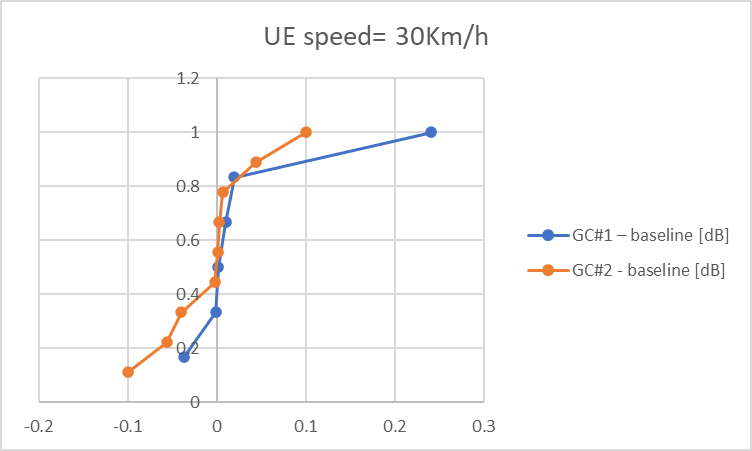 UE speed= 30Km/h
1.2
1
0.8
0.6
0.4
0.2
0
-0.2 -0.1 0 0.1 0.2 0.3
GC#1 – baseline [dB]
GC#2 - baseline [dB]